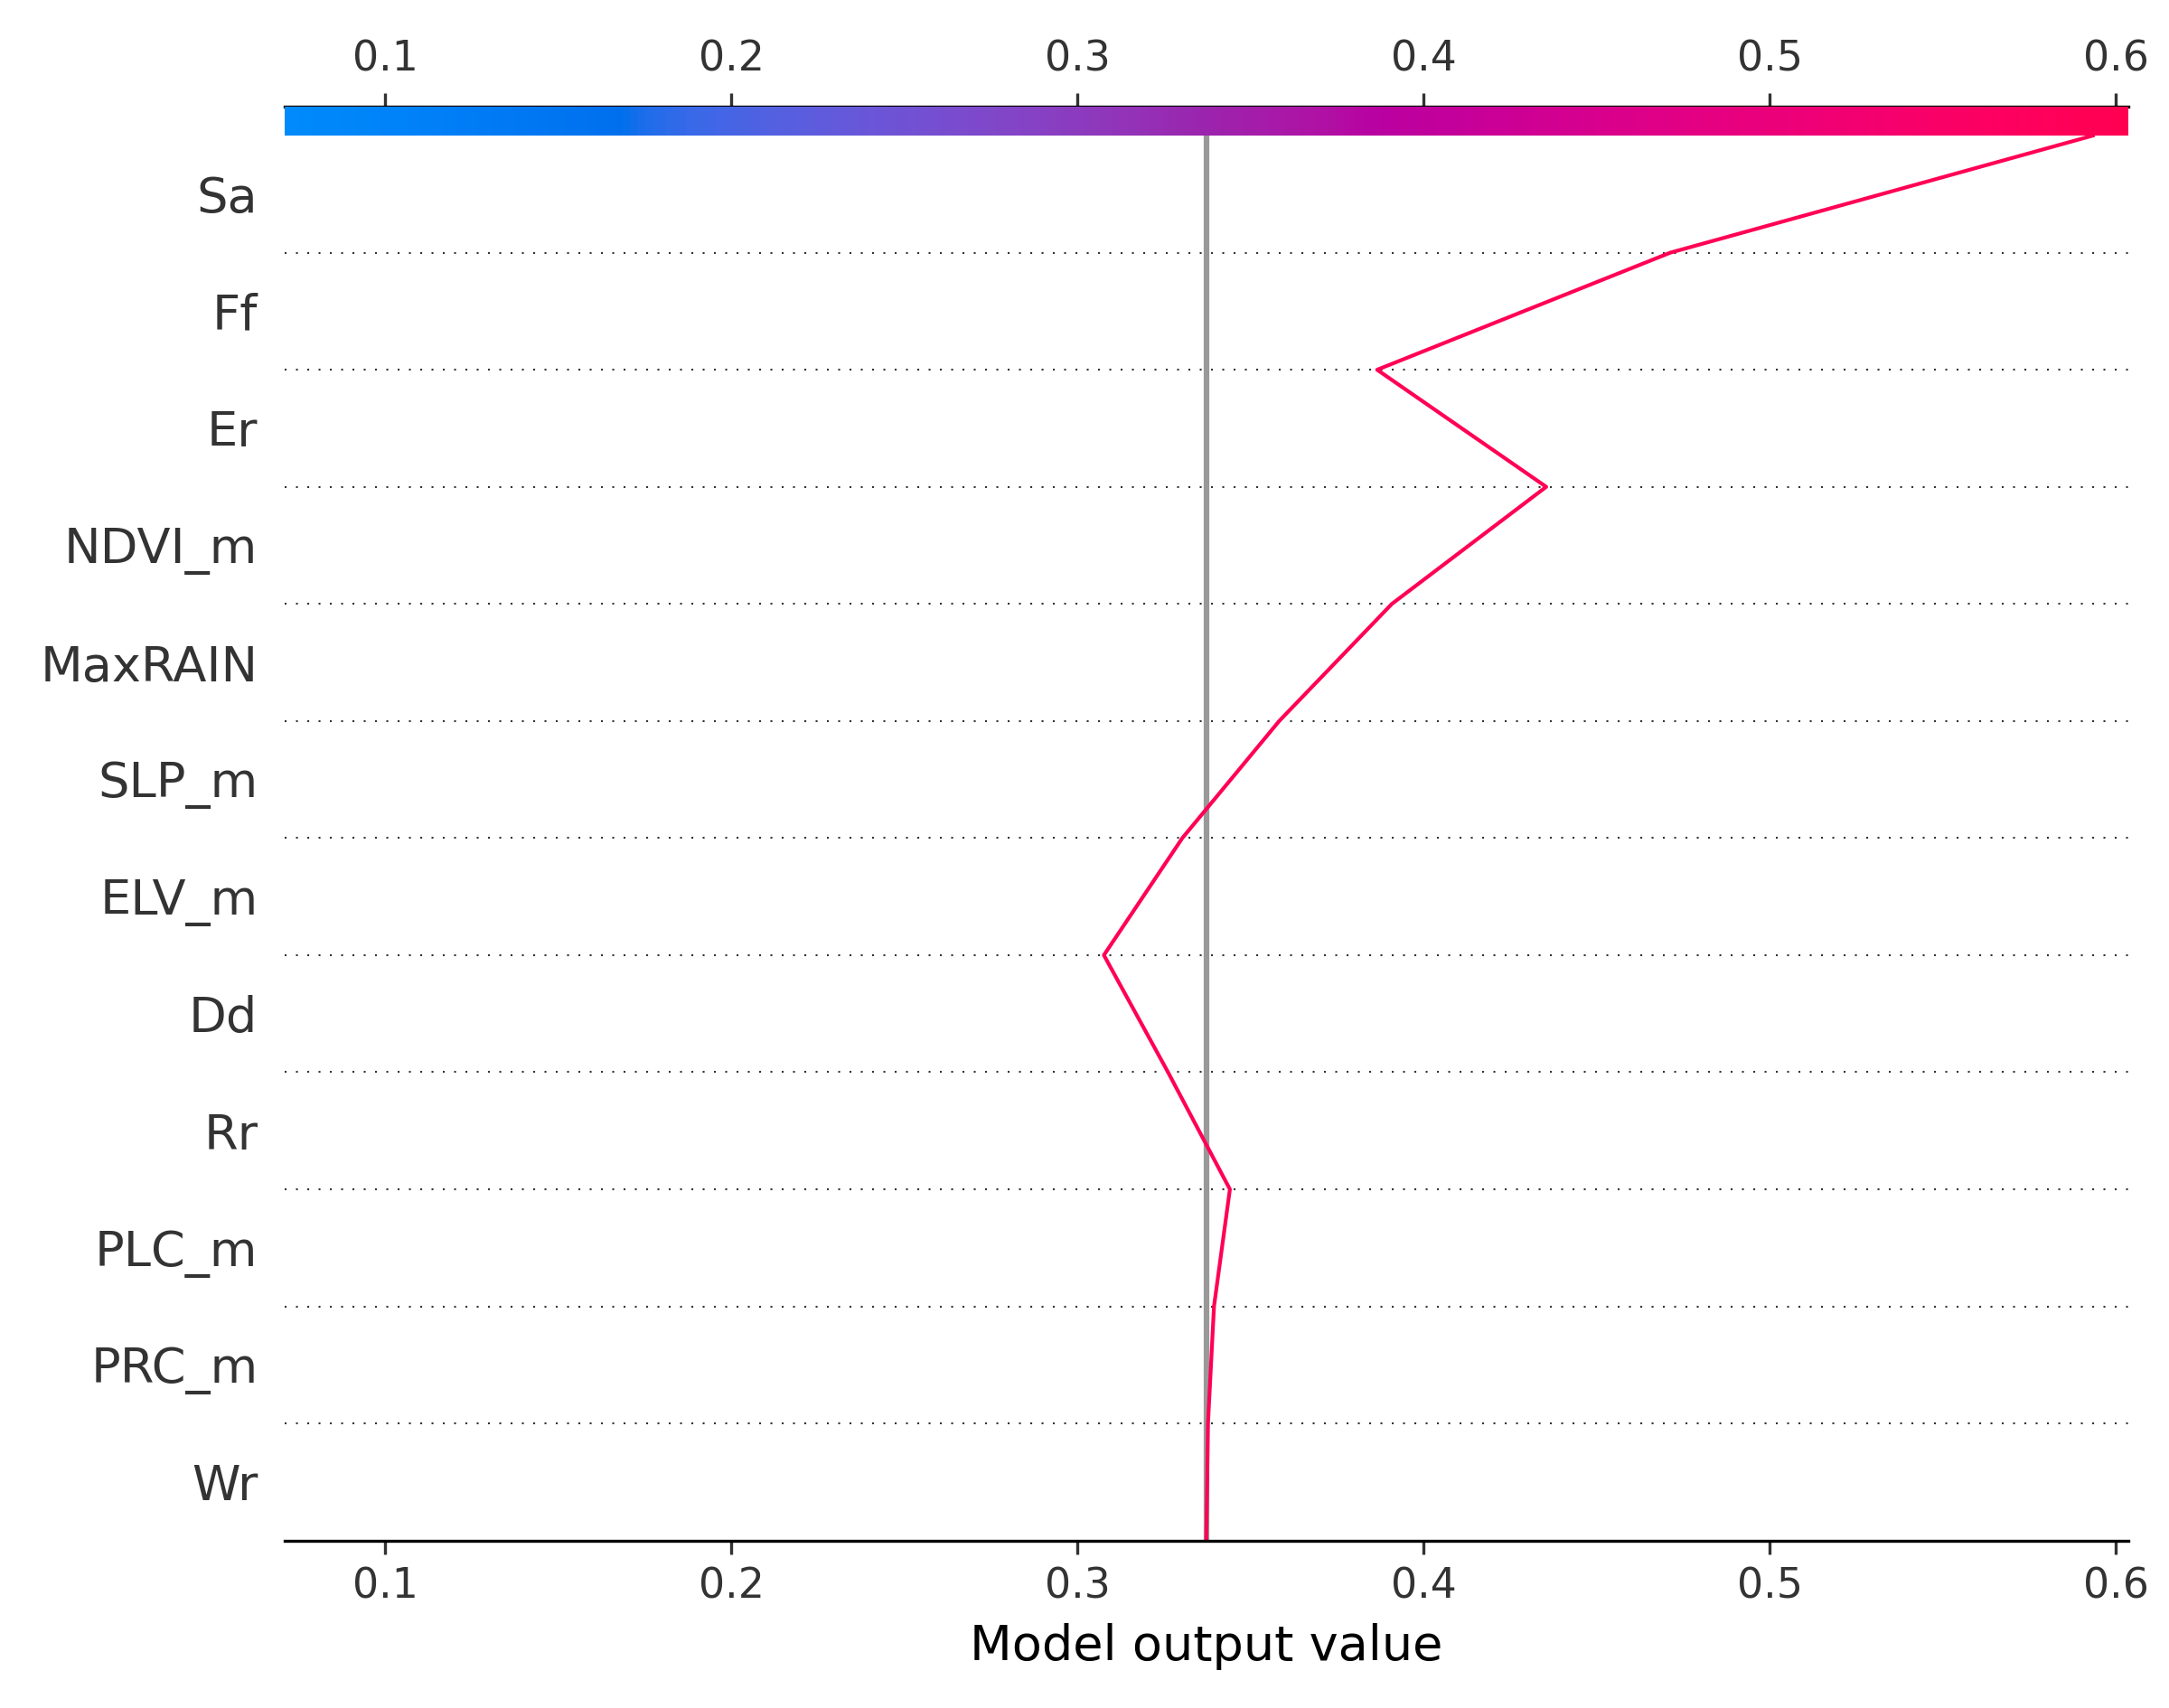 0.1 0.2 0.3 0.4 0.5 0.6
Sa
Ff
Er
NDVI_m
MaxRAIN
SLP_m
ELV_m
Dd
Rr
PLC_m
PRC_m
Wr
0.1 0.2 0.3 0.4 0.5 0.6
Model output value